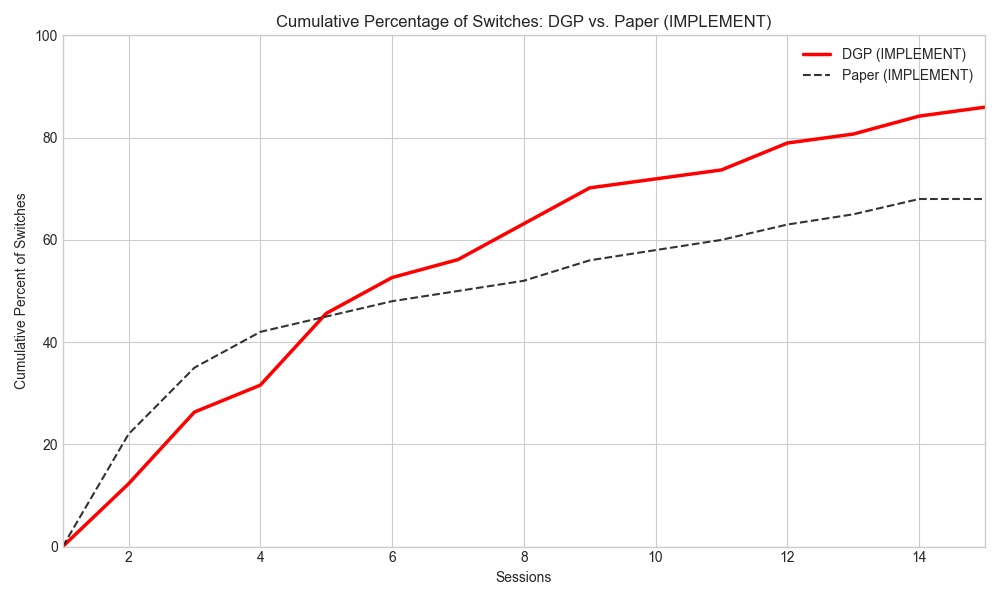 Cumulative Percentage of Switches: DGP vs. Paper (IMPLEMENT)
DGP (IMPLEMENT)
Paper (IMPLEMENT)
Cumulative Percent of Switches
100
80
60
40
20
0
2 4 6 8 10 12 14
Sessions